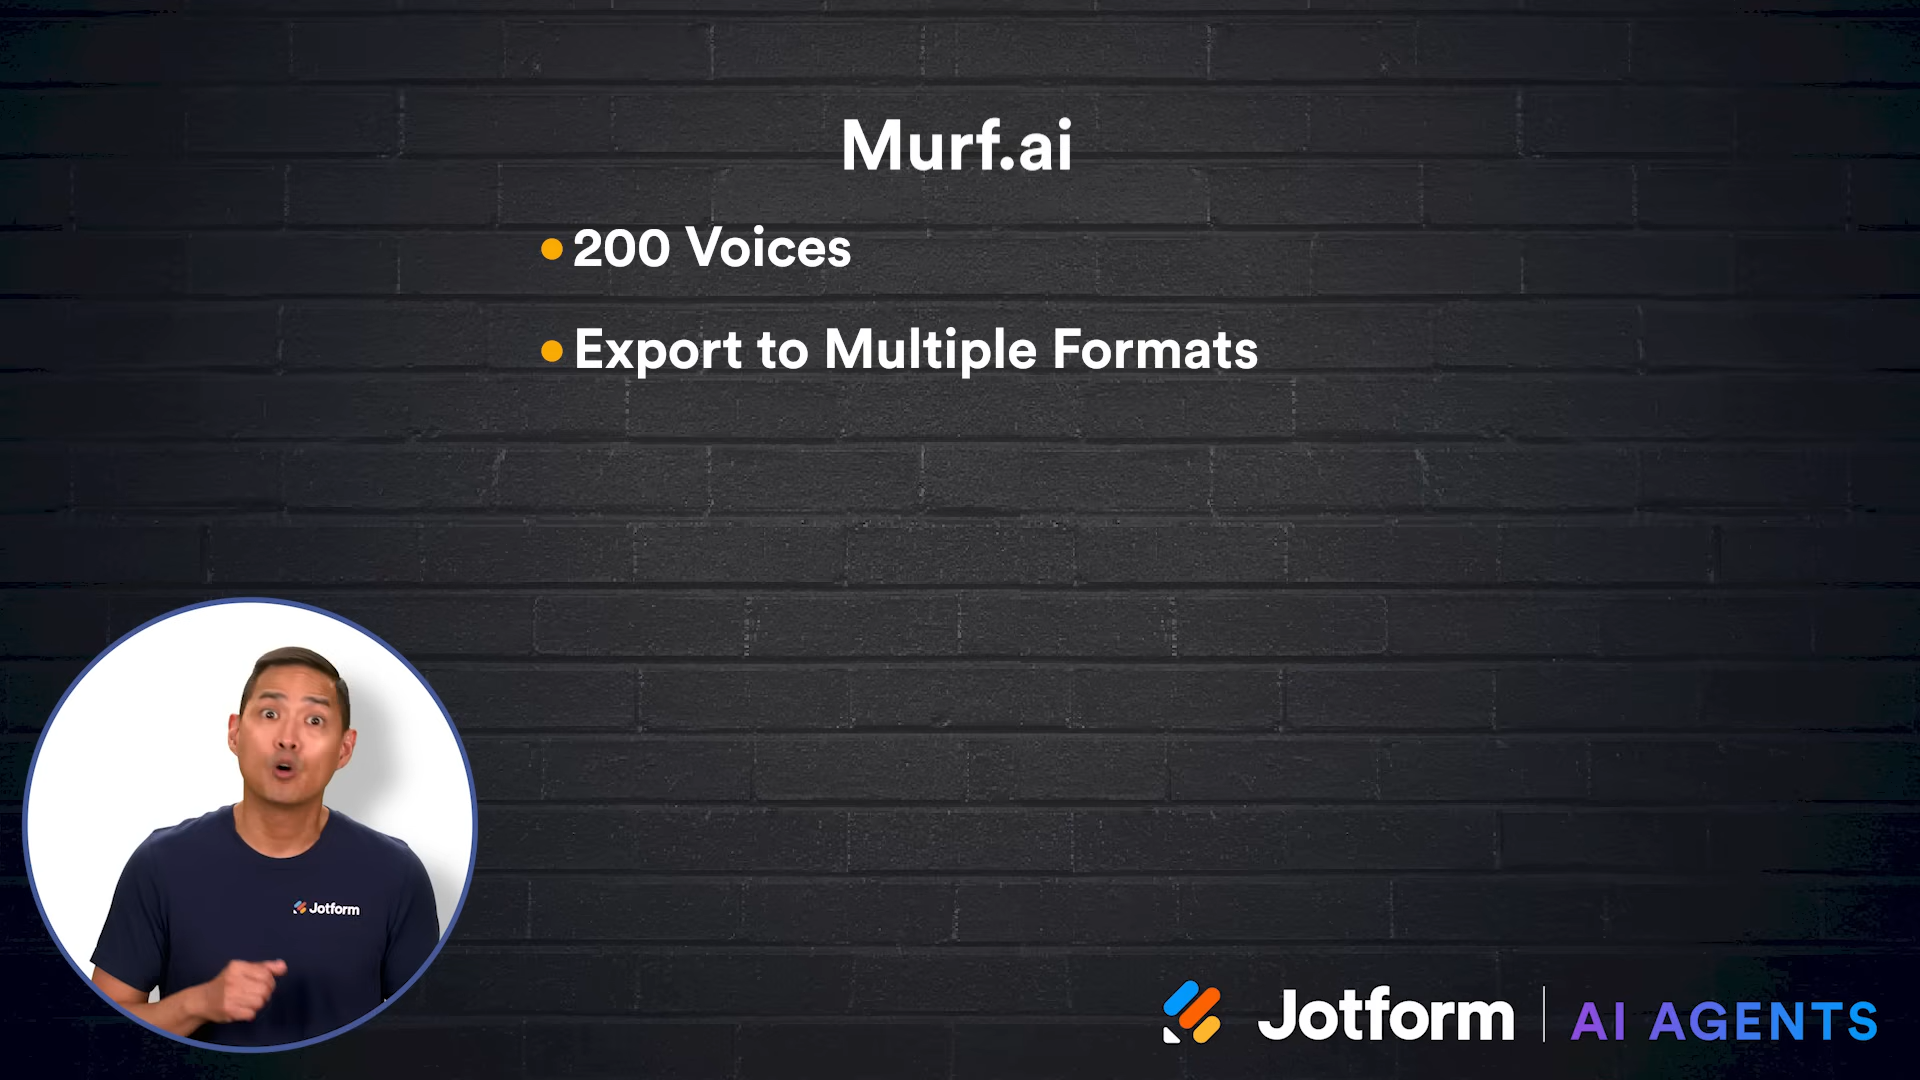 Murf.ai
200 Voices
Export to Multiple Formats
Jotform
Jotform | AI AGENTS